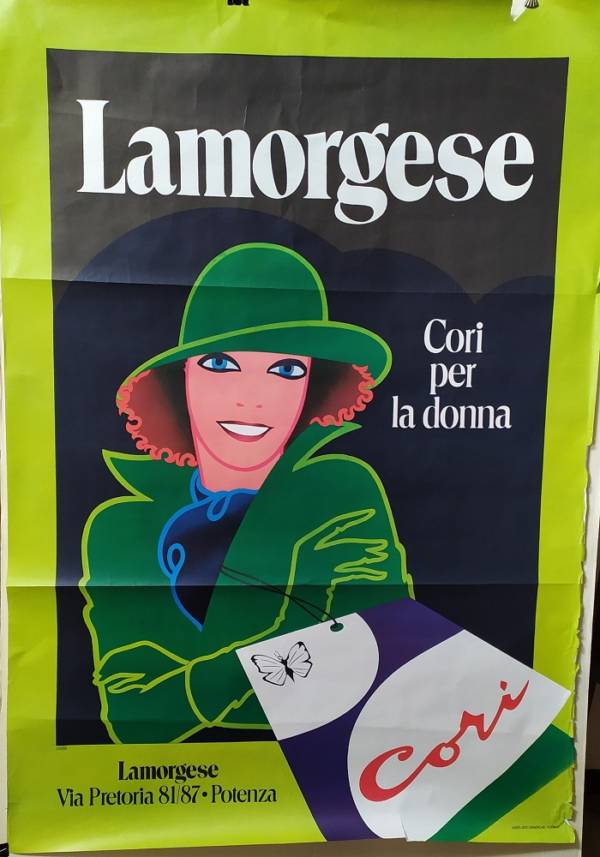 Lamorgese
Cori
per
la donna
Cori
Lamorgese
Via Pretoria 81/87 • Potenza